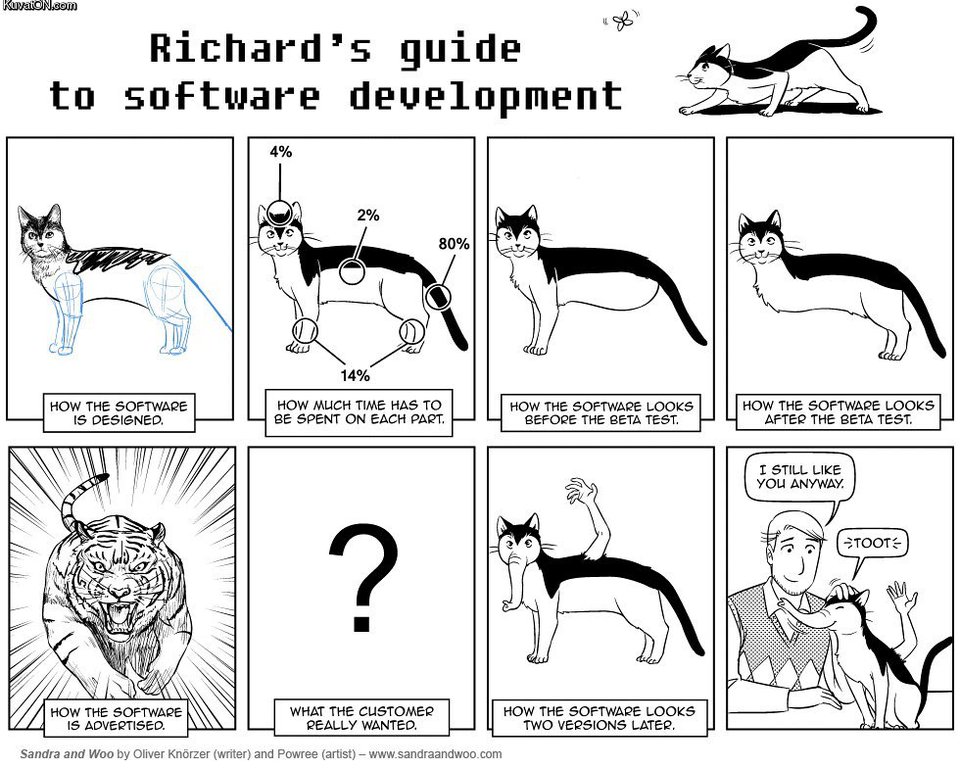 KuvatON.com
Richard's guide
to software development
4%
2%
80%
14%
HOW THE SOFTWARE
IS DESIGNED.
HOW MUCH TIME HAS TO
BE SPENT ON EACH PART.
HOW THE SOFTWARE LOOKS
BEFORE THE BETA TEST.
HOW THE SOFTWARE LOOKS
AFTER THE BETA TEST.
HOW THE SOFTWARE
IS ADVERTISED.
?
WHAT THE CUSTOMER
REALLY WANTED.
HOW THE SOFTWARE LOOKS
TWO VERSIONS LATER.
I STILL LIKE
YOU ANYWAY.
TOOT
Sandra and Woo by Oliver Knörzer (writer) and Powree (artist) – www.sandraandwoo.com